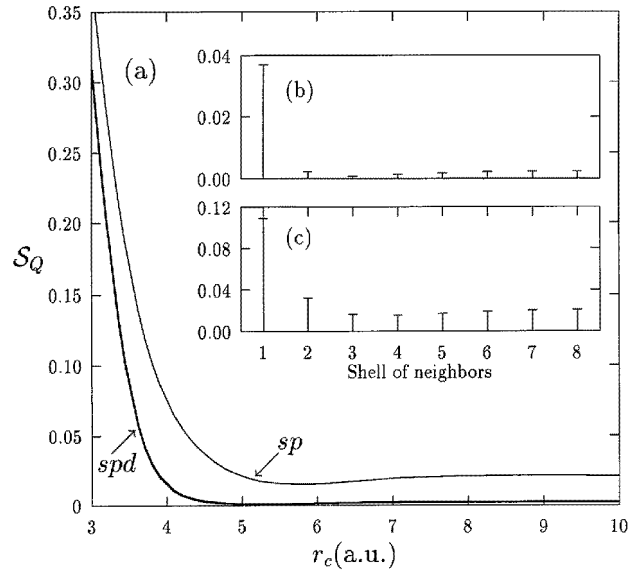 0.35
0.30
0.25
0.20
0.15
0.10
0.05
0
S_Q
(a)
0.04
0.02
0.00
(b)
0.12
0.08
0.04
0.00
(c)
1 2 3 4 5 6 7 8
Shell of neighbors
spd
sp
3 4 5 6 7 8 9 10
r_c(a.u.)